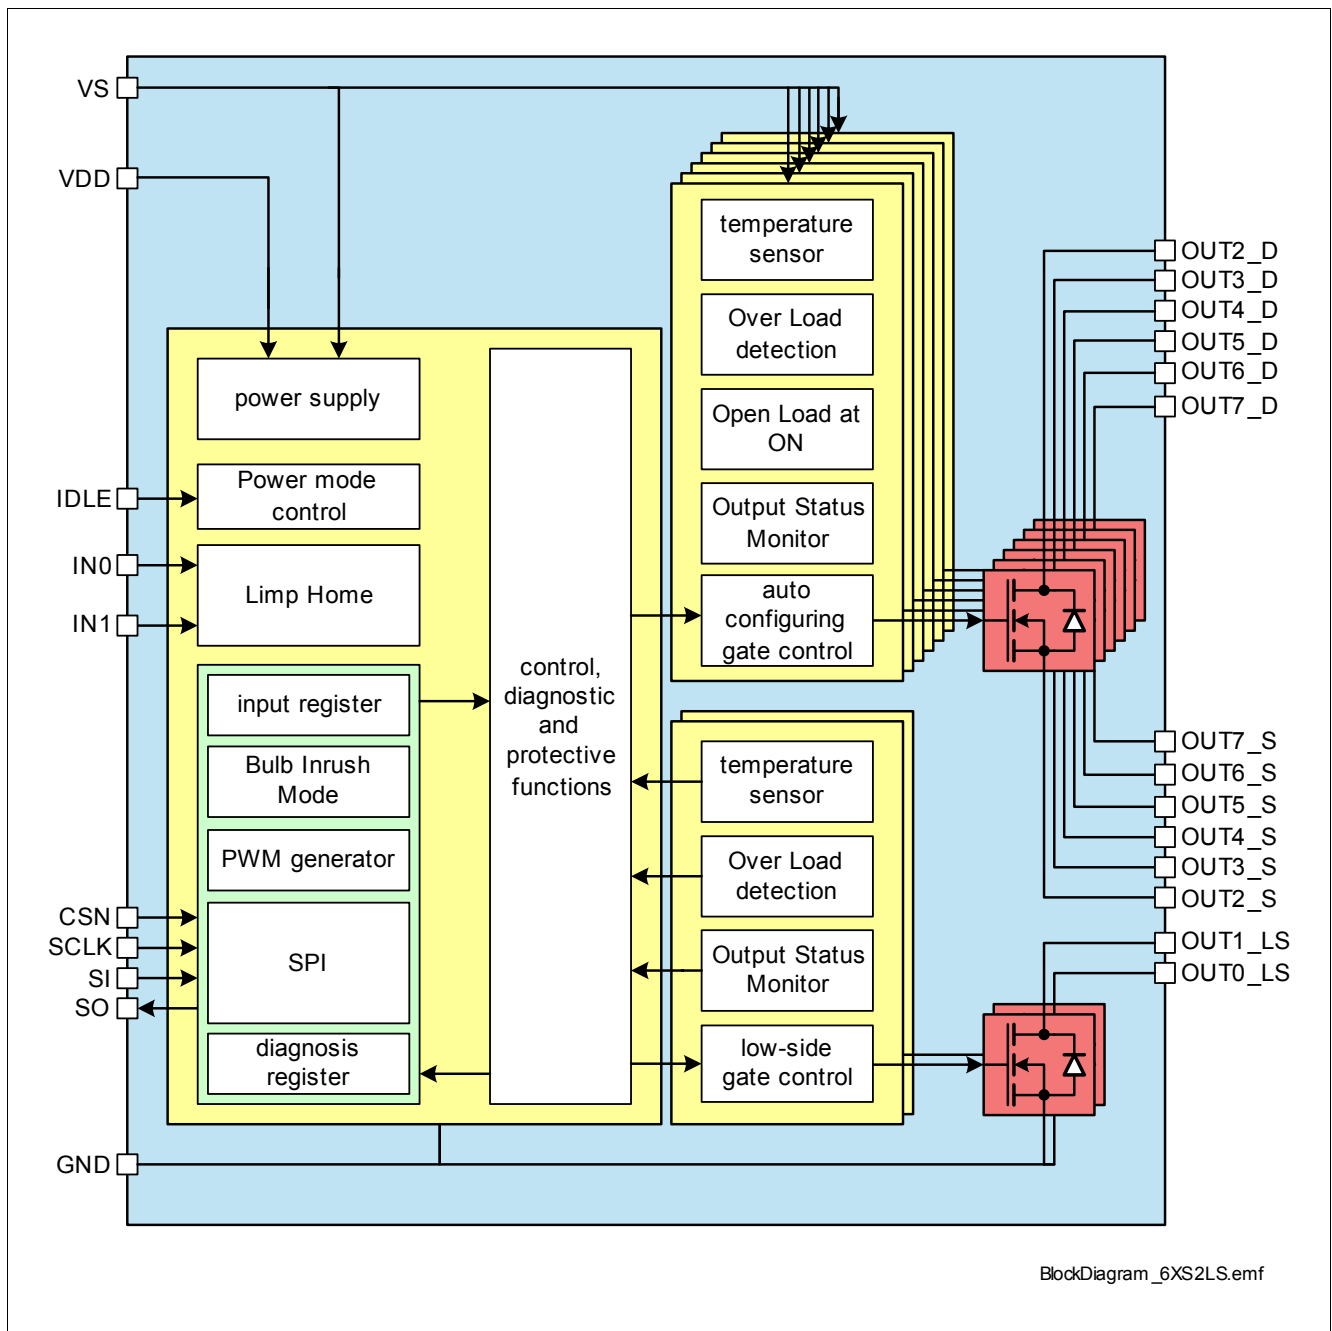 VS
VDD
IDLE
IN0
IN1
CSN
SCLK
SI
SO
GND
power supply
Power mode
control
Limp Home
input register
Bulb Inrush
Mode
PWM generator
SPI
diagnosis
register
control,
diagnostic
and
protective
functions
temperature
sensor
Over Load
detection
Open Load at
ON
Output Status
Monitor
auto
configuring
gate control
temperature
sensor
Over Load
detection
Output Status
Monitor
low-side
gate control
OUT2_D
OUT3_D
OUT4_D
OUT5_D
OUT6_D
OUT7_D
OUT7_S
OUT6_S
OUT5_S
OUT4_S
OUT3_S
OUT2_S
OUT1_LS
OUT0_LS
BlockDiagram_6XS2LS.emf